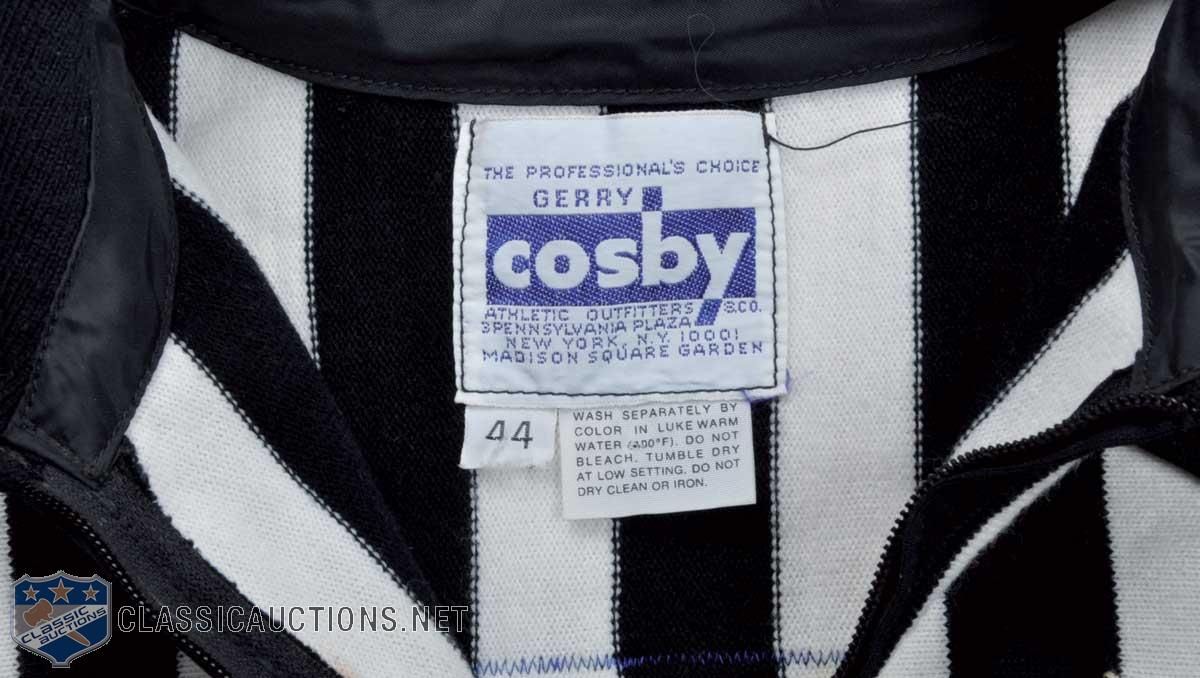 THE PROFESSIONAL'S CHOICE
GERRY
cosby
ATHLETIC OUTFITTERS & CO.
3 PENNSYLVANIA PLAZA
NEW YORK, N.Y. 10001
MADISON SQUARE GARDEN
44
WASH SEPARATELY BY
COLOR IN LUKE WARM
WATER (100°F). DO NOT
BLEACH. TUMBLE DRY
AT LOW SETTING. DO NOT
DRY CLEAN OR IRON.
CLASSIC
AUCTIONS
CLASSICAUCTIONS.NET